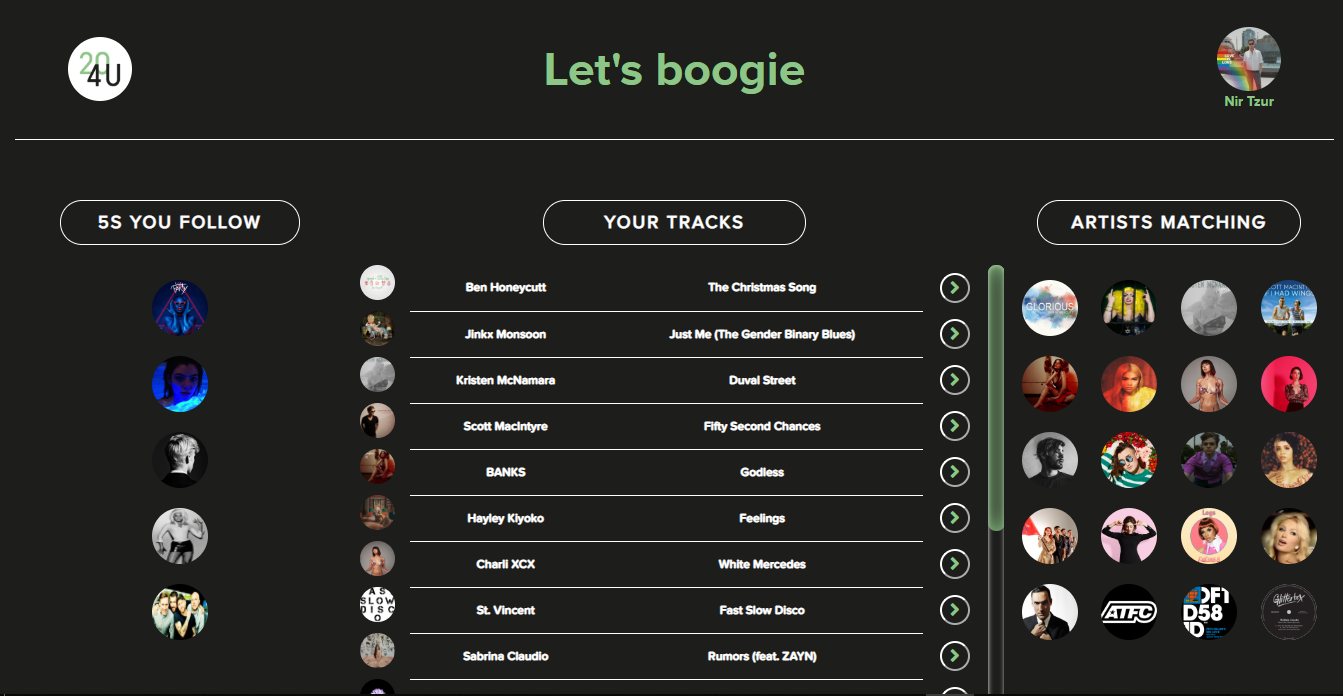 20
4U
Let's boogie
Nir Tzur
5S YOU FOLLOW
YOUR TRACKS
ARTISTS MATCHING
Ben Honeycutt The Christmas Song
Jinkx Monsoon Just Me (The Gender Binary Blues)
Kristen McNamara Duval Street
Scott MacIntyre Fifty Second Chances
BANKS Godless
Hayley Kiyoko Feelings
Charli XCX White Mercedes
St. Vincent Fast Slow Disco
Sabrina Claudio Rumors (feat. ZAYN)
GLORIOUS
ATFC